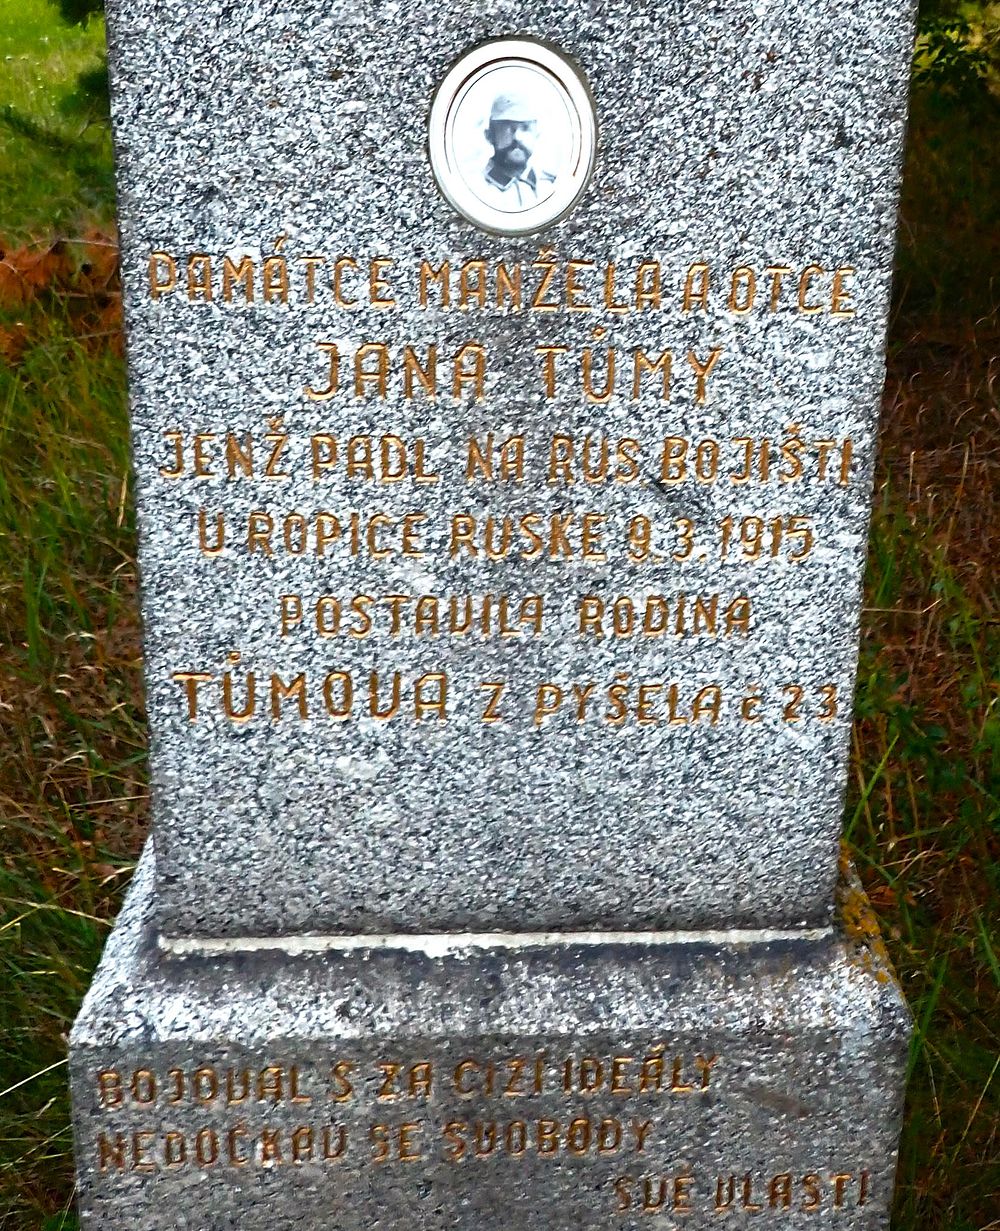 PAMÁTCE MANŽELA A OTCE
JANA TŮMY
JENŽ PADL NA RUS BOJIŠTI
U ROPICE RUSKE 9.3.1915
POSTAVILA RODINA
TŮMOVA Z PYŠELA č 23
BOJOVAL S ZA CIZÍ IDEÁLY
NEDOČKAV SE SVOBODY
SVÉ VLASTI